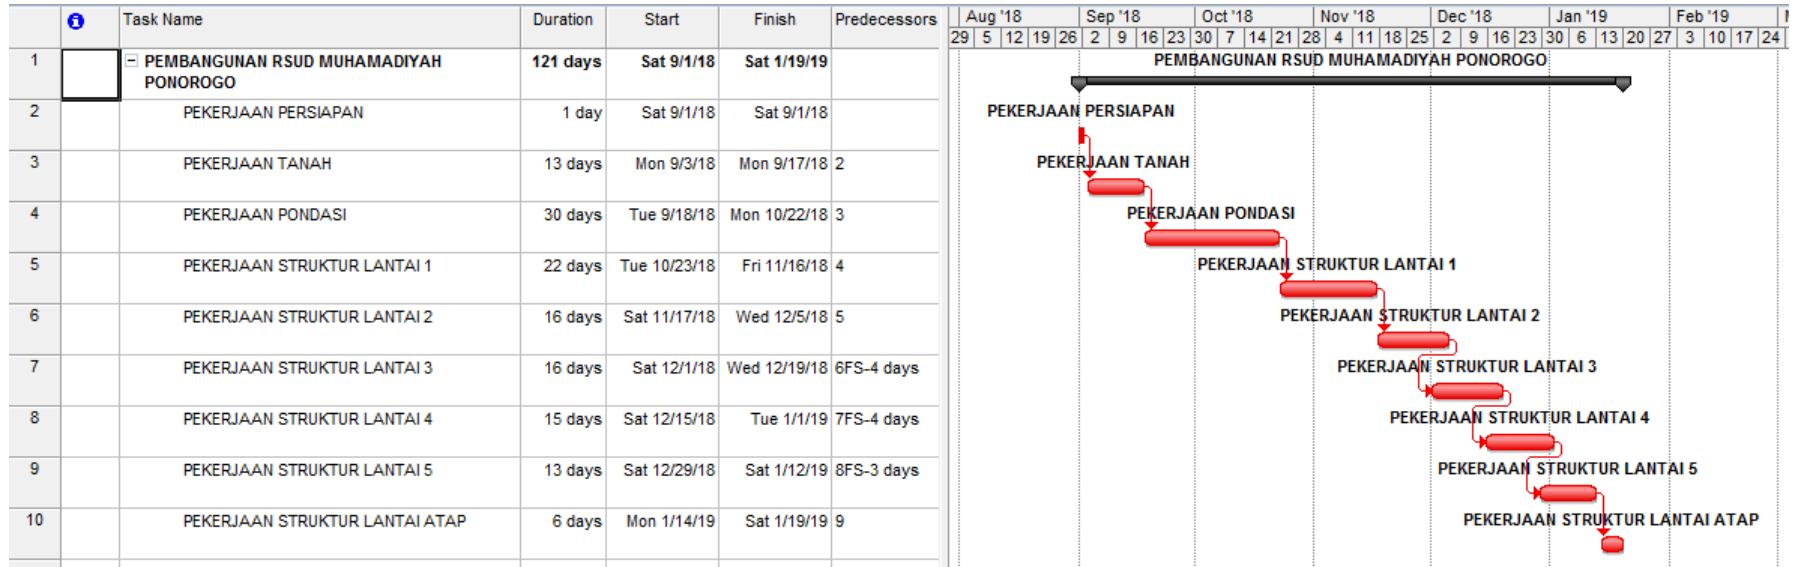 Task Name Duration Start Finish Predecessors
Aug '18 Sep '18 Oct '18 Nov '18 Dec '18 Jan '19 Feb '19
29 5 12 19 26 2 9 16 23 30 7 14 21 28 4 11 18 25 2 9 16 23 30 6 13 20 27 3 10 17 24
1 PEMBANGUNAN RSUD MUHAMADIYAH 121 days Sat 9/1/18 Sat 1/19/19 PEMBANGUNAN RSUD MUHAMADIYAH PONOROGO
PONOROGO
2 PEKERJAAN PERSIAPAN 1 day Sat 9/1/18 Sat 9/1/18 PEKERJAAN PERSIAPAN
3 PEKERJAAN TANAH 13 days Mon 9/3/18 Mon 9/17/18 2 PEKERJAAN TANAH
4 PEKERJAAN PONDASI 30 days Tue 9/18/18 Mon 10/22/18 3 PEKERJAAN PONDASI
5 PEKERJAAN STRUKTUR LANTAI 1 22 days Tue 10/23/18 Fri 11/16/18 4 PEKERJAAN STRUKTUR LANTAI 1
6 PEKERJAAN STRUKTUR LANTAI 2 16 days Sat 11/17/18 Wed 12/5/18 5 PEKERJAAN STRUKTUR LANTAI 2
7 PEKERJAAN STRUKTUR LANTAI 3 16 days Sat 12/1/18 Wed 12/19/18 6FS-4 days PEKERJAAN STRUKTUR LANTAI 3
8 PEKERJAAN STRUKTUR LANTAI 4 15 days Sat 12/15/18 Tue 1/1/19 7FS-4 days PEKERJAAN STRUKTUR LANTAI 4
9 PEKERJAAN STRUKTUR LANTAI 5 13 days Sat 12/29/18 Sat 1/12/19 8FS-3 days PEKERJAAN STRUKTUR LANTAI 5
10 PEKERJAAN STRUKTUR LANTAI ATAP 6 days Mon 1/14/19 Sat 1/19/19 9 PEKERJAAN STRUKTUR LANTAI ATAP